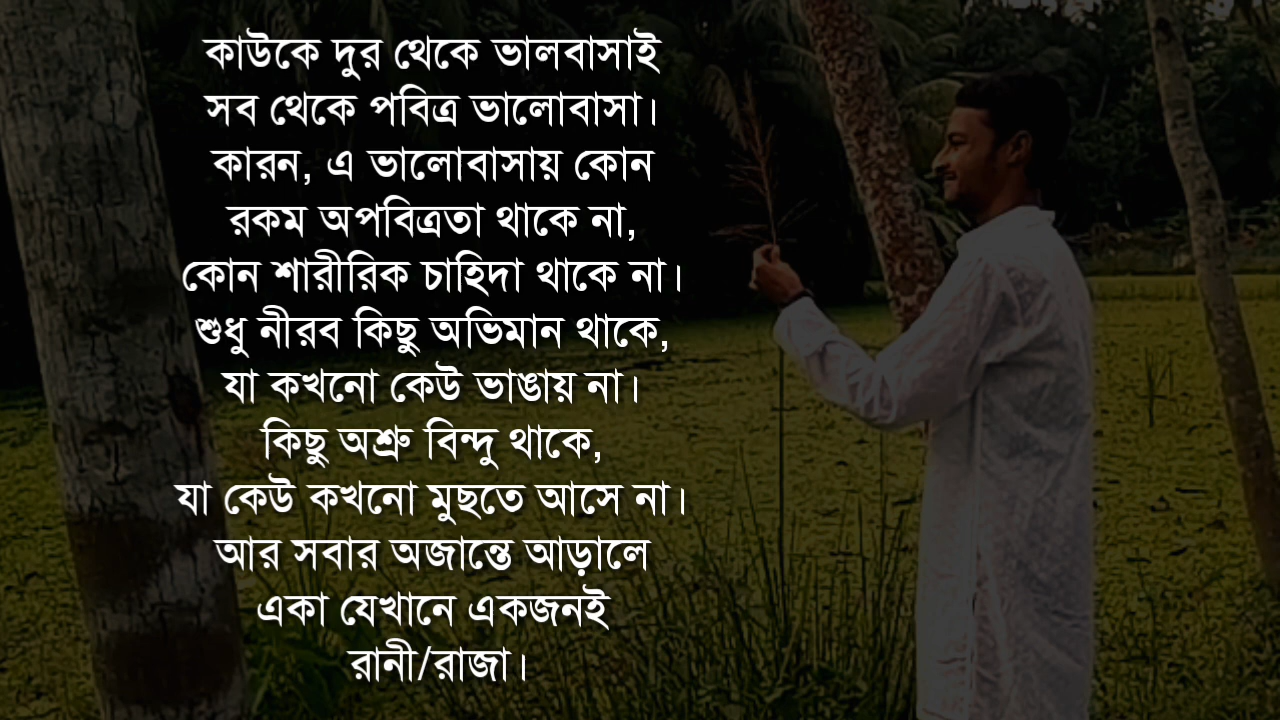 কাউকে দুর থেকে ভালবাসাই
সব থেকে পবিত্র ভালোবাসা।
কারন, এ ভালোবাসায় কোন
রকম অপবিত্রতা থাকে না,
কোন শারীরিক চাহিদা থাকে না।
শুধু নীরব কিছু অভিমান থাকে,
যা কখনো কেউ ভাঙায় না।
কিছু অশ্রু বিন্দু থাকে,
যা কেউ কখনো মুছতে আসে না।
আর সবার অজান্তে আড়ালে
একা যেখানে একজনই
রানী/রাজা।